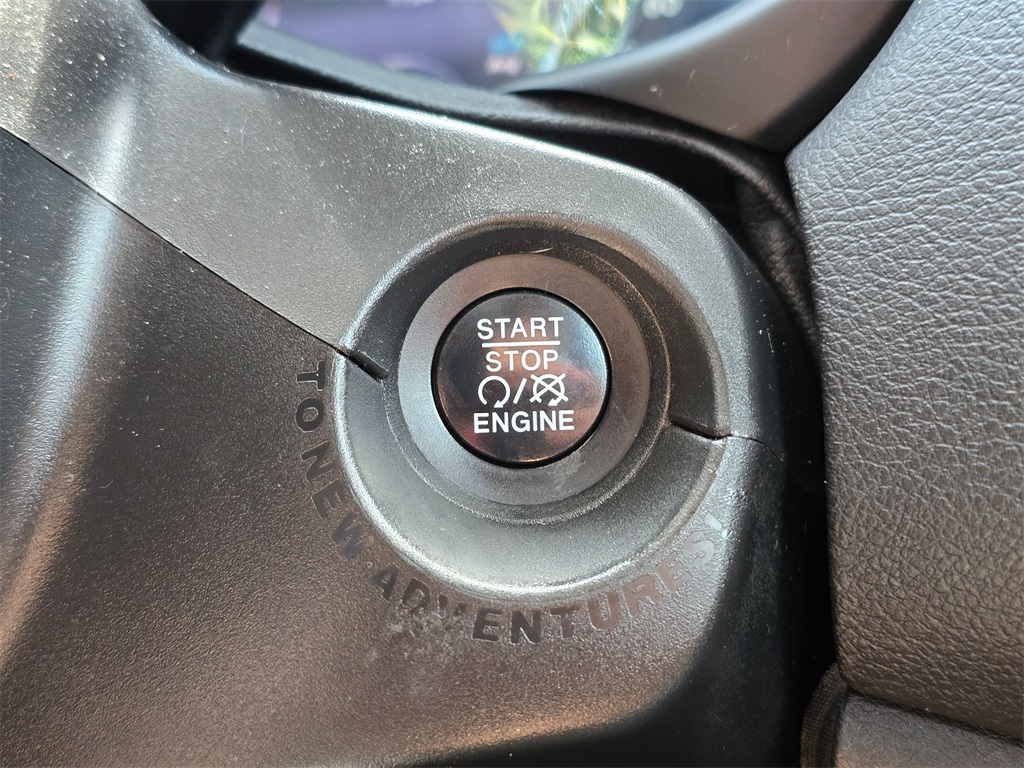 START
STOP
/
ENGINE
TO NEW ADVENTURES